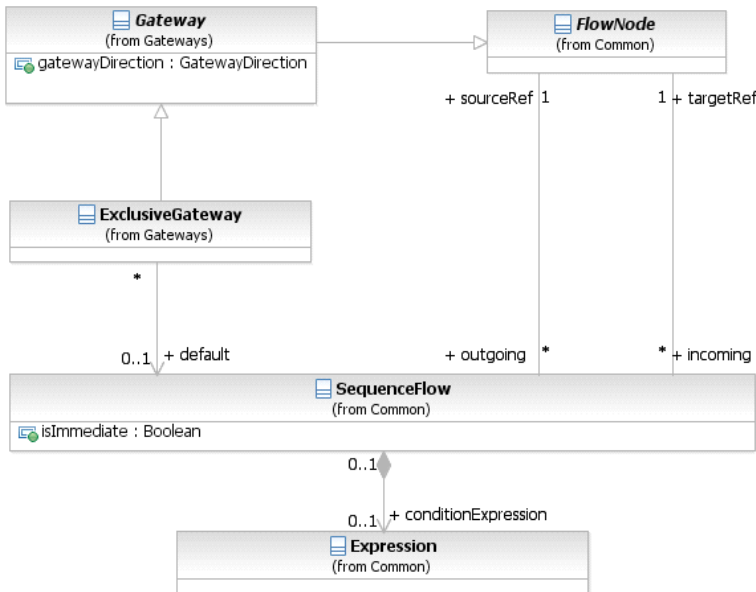 Gateway
(from Gateways)
gatewayDirection : GatewayDirection
FlowNode
(from Common)
+ sourceRef 1
1 + targetRef
ExclusiveGateway
(from Gateways)
*
0..1 + default
+ outgoing *
* + incoming
SequenceFlow
(from Common)
isImmediate : Boolean
0..1
0..1 + conditionExpression
Expression
(from Common)